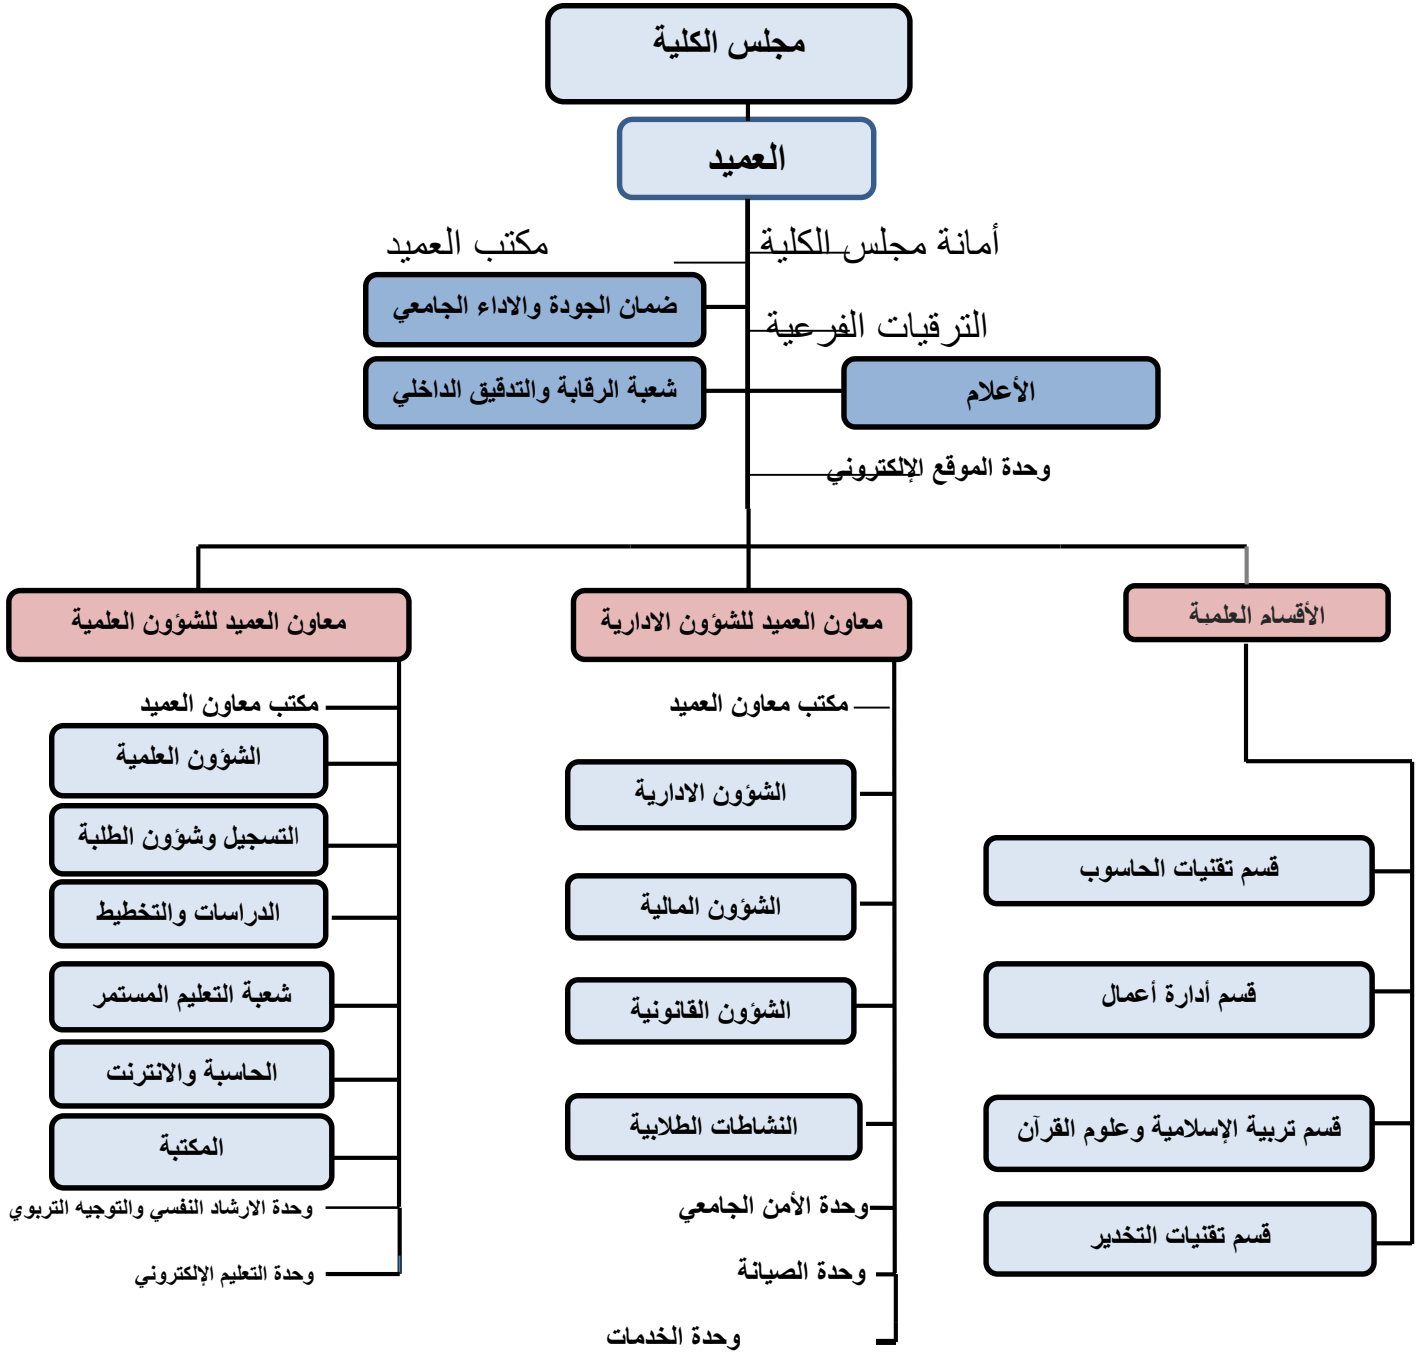 مجلس الكلية
العميد
أمانة مجلس الكلية
مكتب العميد
ضمان الجودة والاداء الجامعي
الترقيات الفرعية
الأعلام
شعبة الرقابة والتدقيق الداخلي
وحدة الموقع الإلكتروني
الأقسام العلمية
معاون العميد للشؤون الادارية
معاون العميد للشؤون العلمية
قسم تقنيات الحاسوب
قسم أدارة أعمال
قسم تربية الإسلامية وعلوم القرآن
قسم تقنيات التخدير
مكتب معاون العميد
الشؤون الادارية
الشؤون المالية
الشؤون القانونية
النشاطات الطلابية
وحدة الأمن الجامعي
وحدة الصيانة
وحدة الخدمات
مكتب معاون العميد
الشؤون العلمية
التسجيل وشؤون الطلبة
الدراسات والتخطيط
شعبة التعليم المستمر
الحاسبة والانترنت
المكتبة
وحدة الارشاد النفسي والتوجيه التربوي
وحدة التعليم الإلكتروني